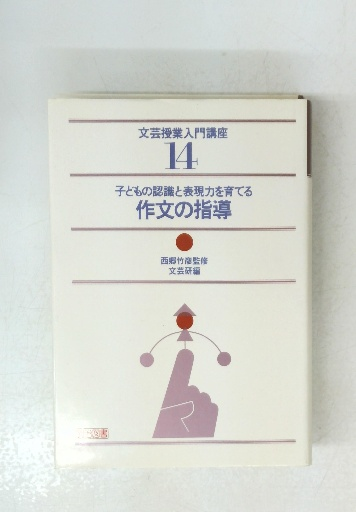 文芸授業入門講座
14
子どもの認識と表現力を育てる
作文の指導
西郷竹彦監修
文芸研編